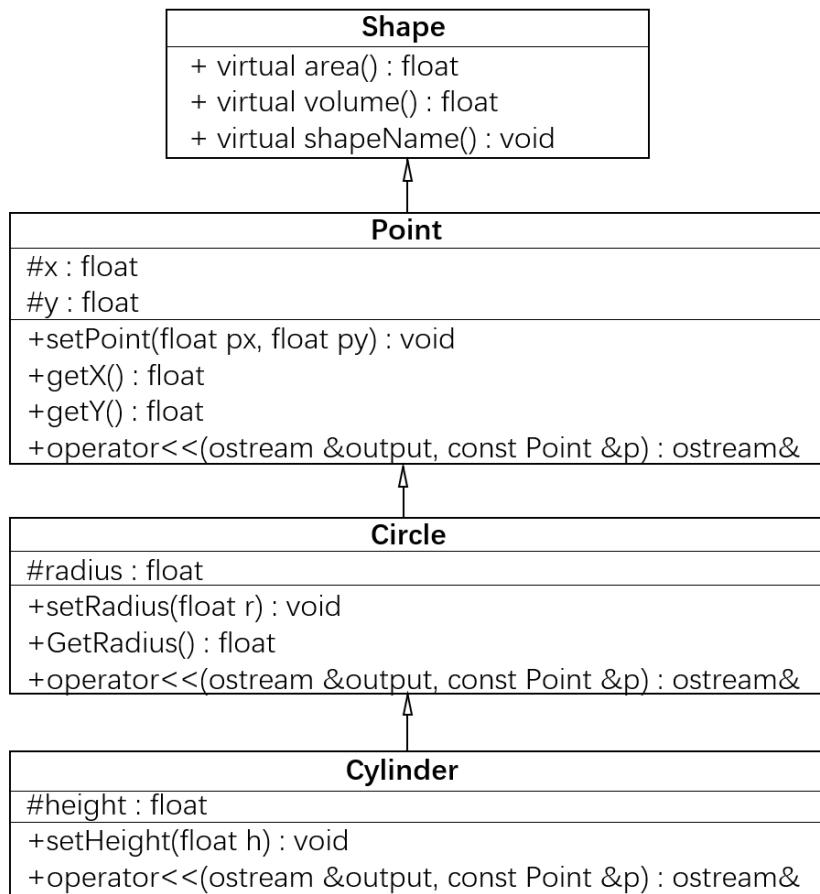 Shape
+ virtual area() : float
+ virtual volume() : float
+ virtual shapeName() : void
Point
#x : float
#y : float
+setPoint(float px, float py) : void
+getX() : float
+getY() : float
+operator<<(ostream &output, const Point &p) : ostream&
Circle
#radius : float
+setRadius(float r) : void
+GetRadius() : float
+operator<<(ostream &output, const Point &p) : ostream&
Cylinder
#height : float
+setHeight(float h) : void
+operator<<(ostream &output, const Point &p) : ostream&